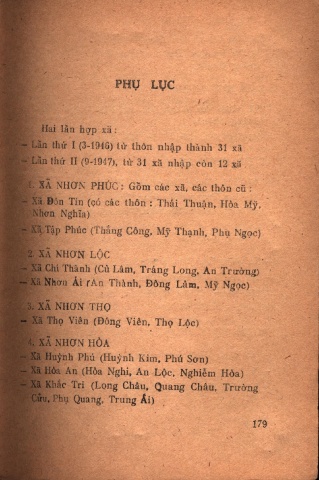 PHỤ LỤC
Hai lần hợp xã :
– Lần thứ I (3-1946) từ thôn nhập thành 31 xã
– Lần thứ II (9-1947), từ 31 xã nhập còn 12 xã
1. XÃ NHƠN PHÚC : Gồm các xã, các thôn cũ :
– Xã Đôn Tín (có các thôn : Thái Thuận, Hòa Mỹ,
Nhơn Nghĩa)
– Xã Tập Phúc (Thắng Công, Mỹ Thạnh, Phụ Ngọc)
2. XÃ NHƠN LỘC
– Xã Chí Thành (Cù Lâm, Tráng Long, An Trường)
– Xã Nhơn Ái (An Thành, Đông Lâm, Mỹ Ngọc)
3. XÃ NHƠN THỌ
– Xã Thọ Viên (Đông Viên, Thọ Lộc)
4. XÃ NHƠN HÒA
– Xã Huỳnh Phú (Huỳnh Kim, Phú Sơn)
– Xã Hòa An (Hòa Nghi, An Lộc, Nghiễm Hòa)
– Xã Khắc Trí (Long Châu, Quang Châu, Trường
Cửu, Phụ Quang, Trung Ái)
179